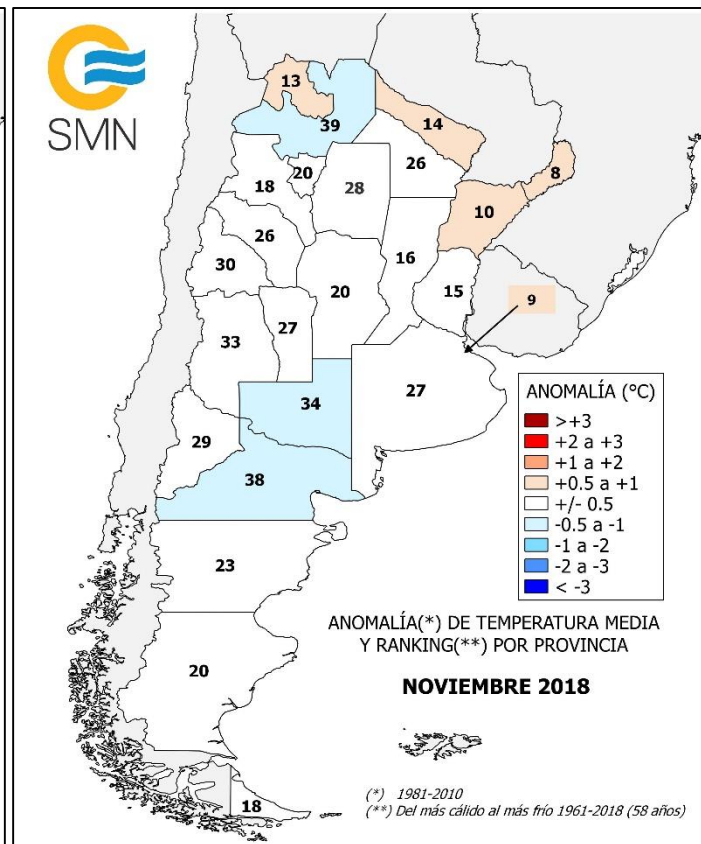 SMN
13
39
14
26
8
20
18
28
10
26
16
30
20
15
9
33
27
27
34
29
38
23
20
18
ANOMALÍA (°C)
>+3
+2 a +3
+1 a +2
+0.5 a +1
+/- 0.5
-0.5 a -1
-1 a -2
-2 a -3
< -3
ANOMALÍA(*) DE TEMPERATURA MEDIA
Y RANKING(**) POR PROVINCIA
NOVIEMBRE 2018
(*) 1981-2010
(**) Del más cálido al más frío 1961-2018 (58 años)